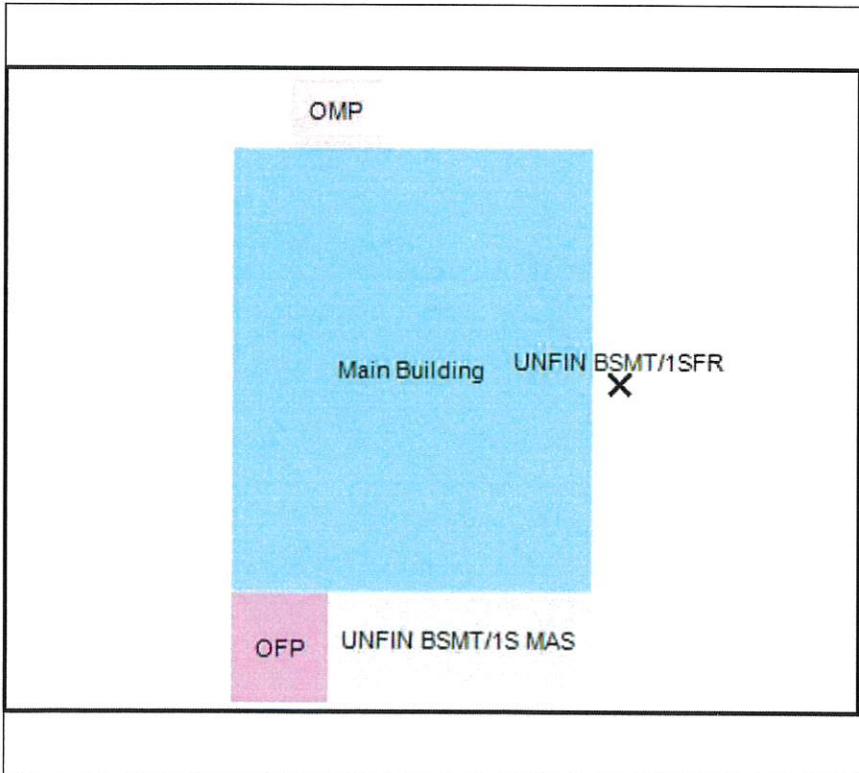 OMP
Main Building
UNFIN BSMT/1SFR
OFP
UNFIN BSMT/1S MAS